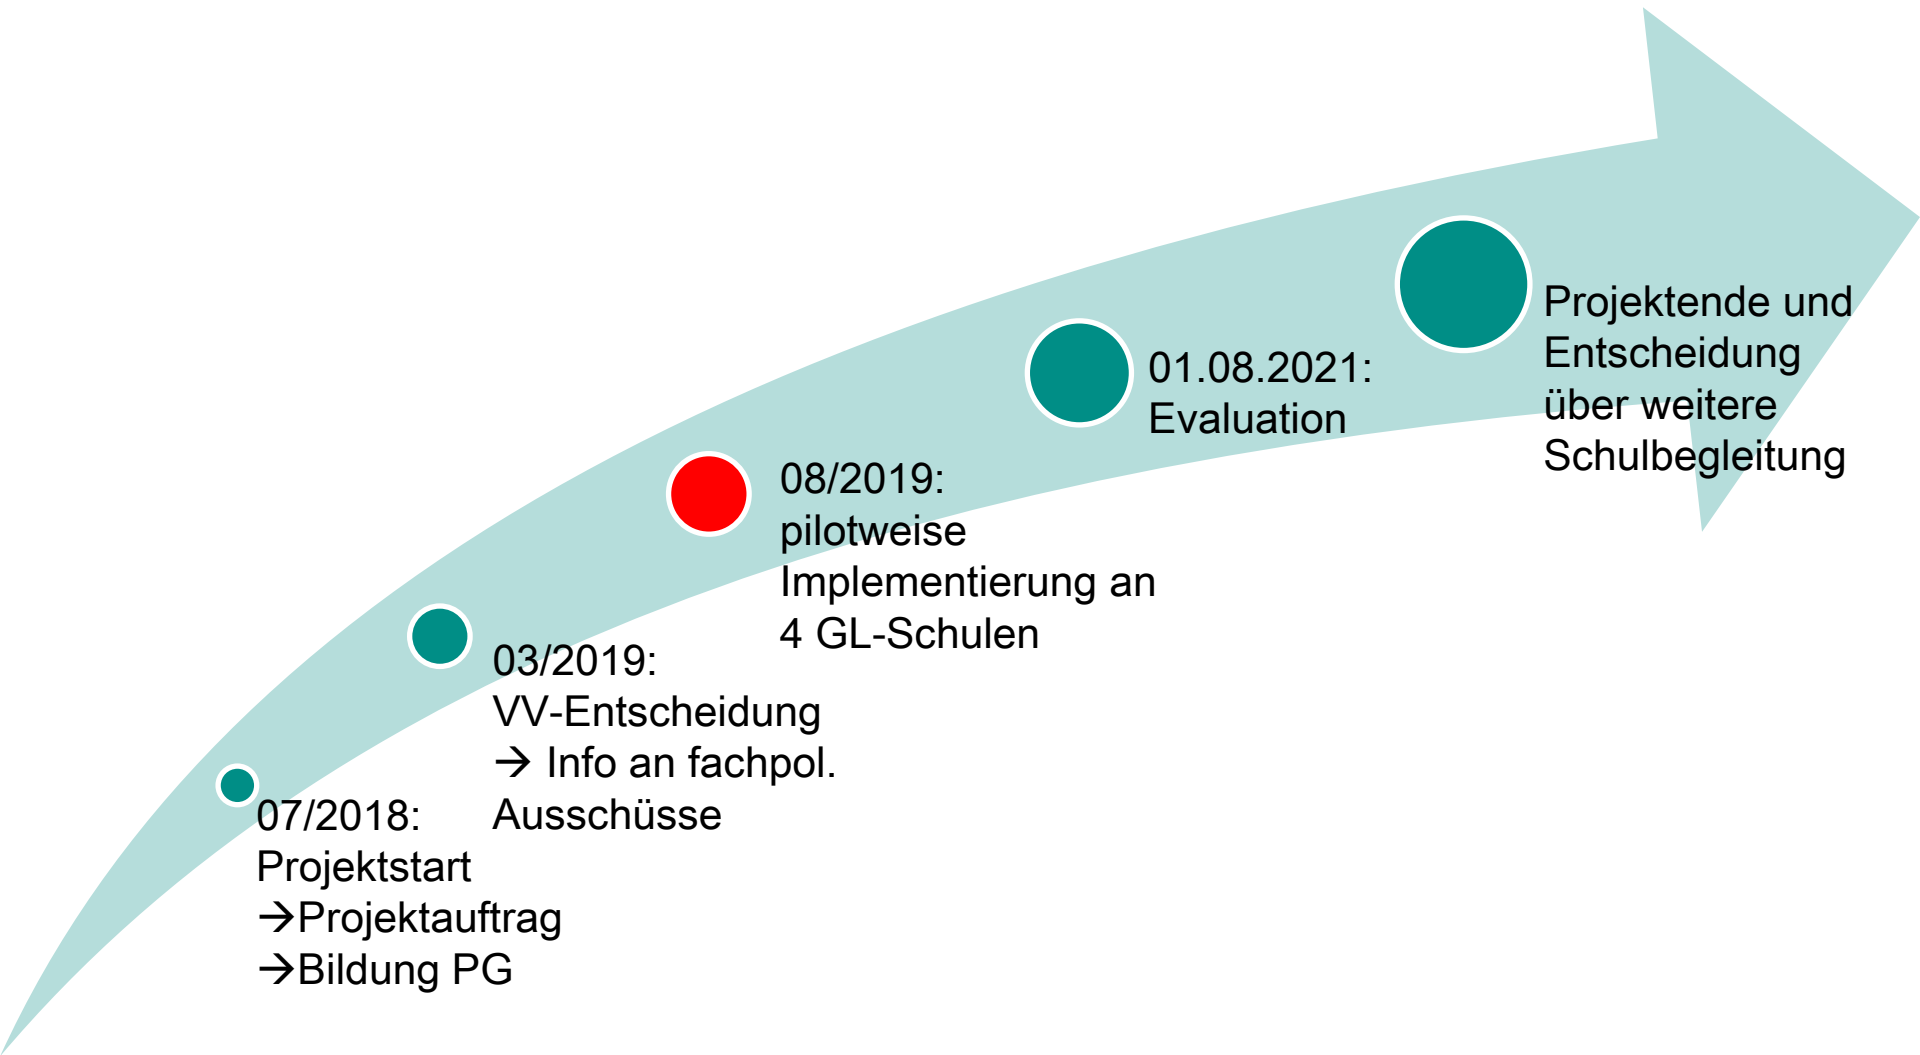 07/2018:
Projektstart
→Projektauftrag
→Bildung PG
03/2019:
VV-Entscheidung
→ Info an fachpol.
Ausschüsse
08/2019:
pilotweise
Implementierung an
4 GL-Schulen
01.08.2021:
Evaluation
Projektende und
Entscheidung
über weitere
Schulbegleitung